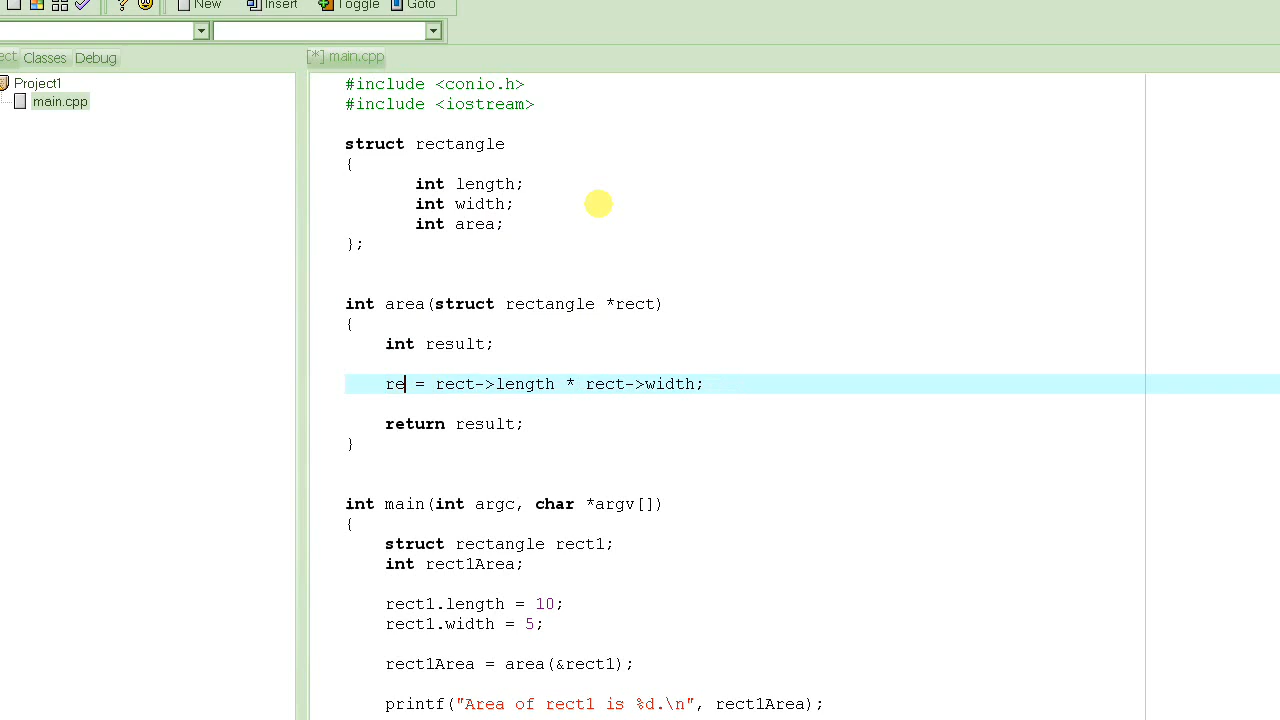 New Insert Toggle Goto
ect Classes Debug
[*] main.cpp
Project1
main.cpp
#include <conio.h>
#include <iostream>
struct rectangle
{
int length;
int width;
int area;
};
int area(struct rectangle *rect)
{
int result;
re = rect->length * rect->width;
return result;
}
int main(int argc, char *argv[])
{
struct rectangle rect1;
int rect1Area;
rect1.length = 10;
rect1.width = 5;
rect1Area = area(&rect1);
printf("Area of rect1 is %d.\n", rect1Area);